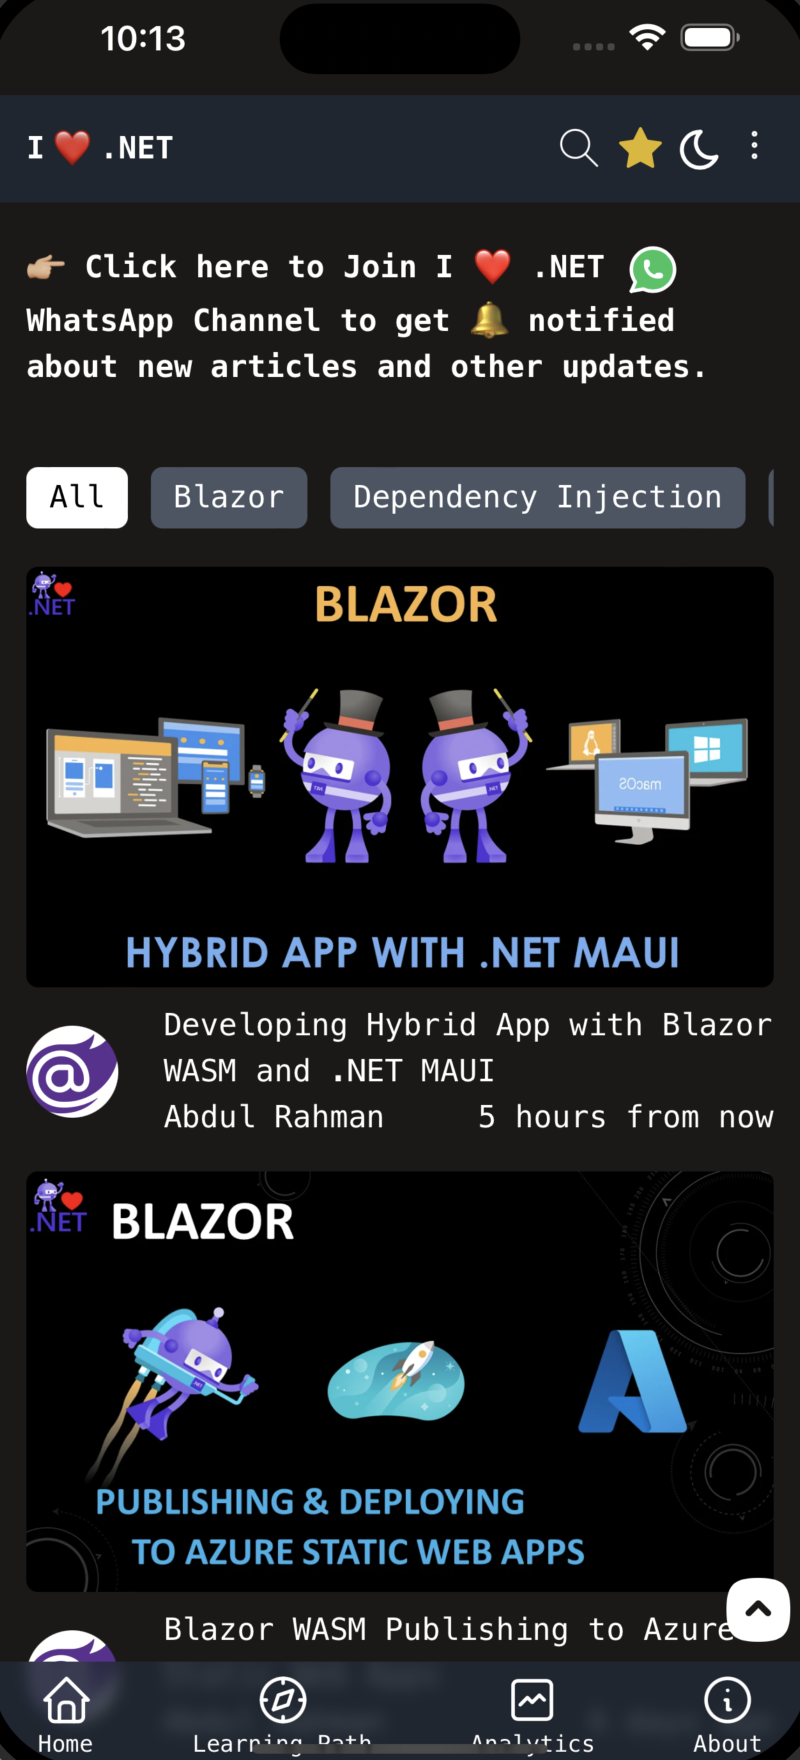 10:13
I ❤️ .NET
👉🏼 Click here to Join I ❤️ .NET
WhatsApp Channel to get 🔔 notified
about new articles and other updates.
All Blazor Dependency Injection
.NET
BLAZOR
macOS
HYBRID APP WITH .NET MAUI
Developing Hybrid App with Blazor
WASM and .NET MAUI
Abdul Rahman 5 hours from now
.NET
BLAZOR
PUBLISHING & DEPLOYING
TO AZURE STATIC WEB APPS
Blazor WASM Publishing to Azure
Home Learning Path Analytics About